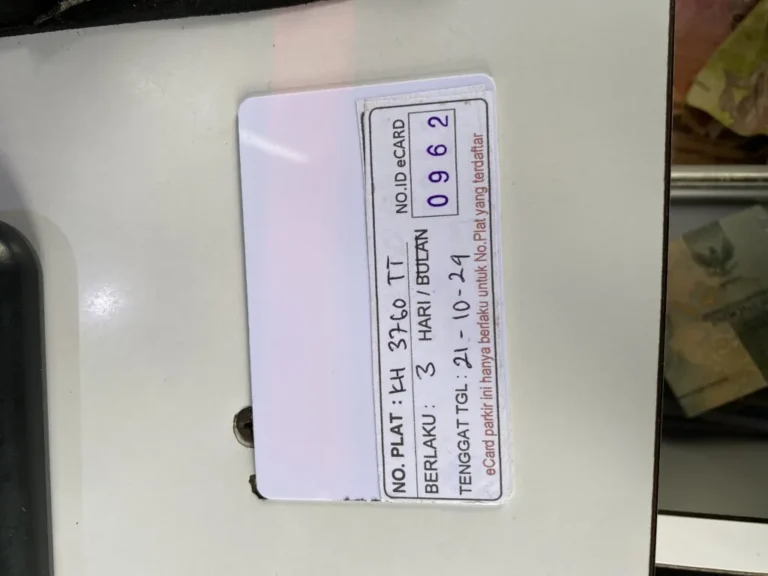 NO. PLAT : KH 3760 TT
NO.ID eCARD
BERLAKU : 3 HARI / BULAN
0962
TENGGAT TGL : 21-10-24
eCard parkir ini hanya berlaku untuk No.Plat yang terdaftar